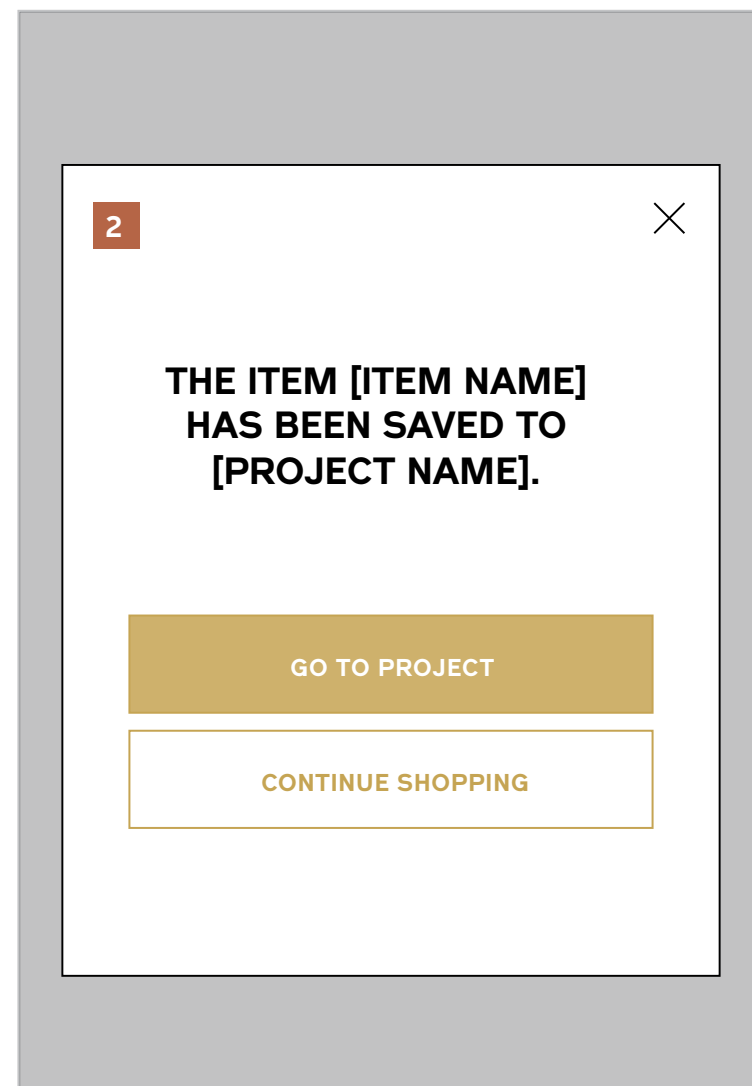 2
THE ITEM [ITEM NAME]
HAS BEEN SAVED TO
[PROJECT NAME].
GO TO PROJECT
CONTINUE SHOPPING